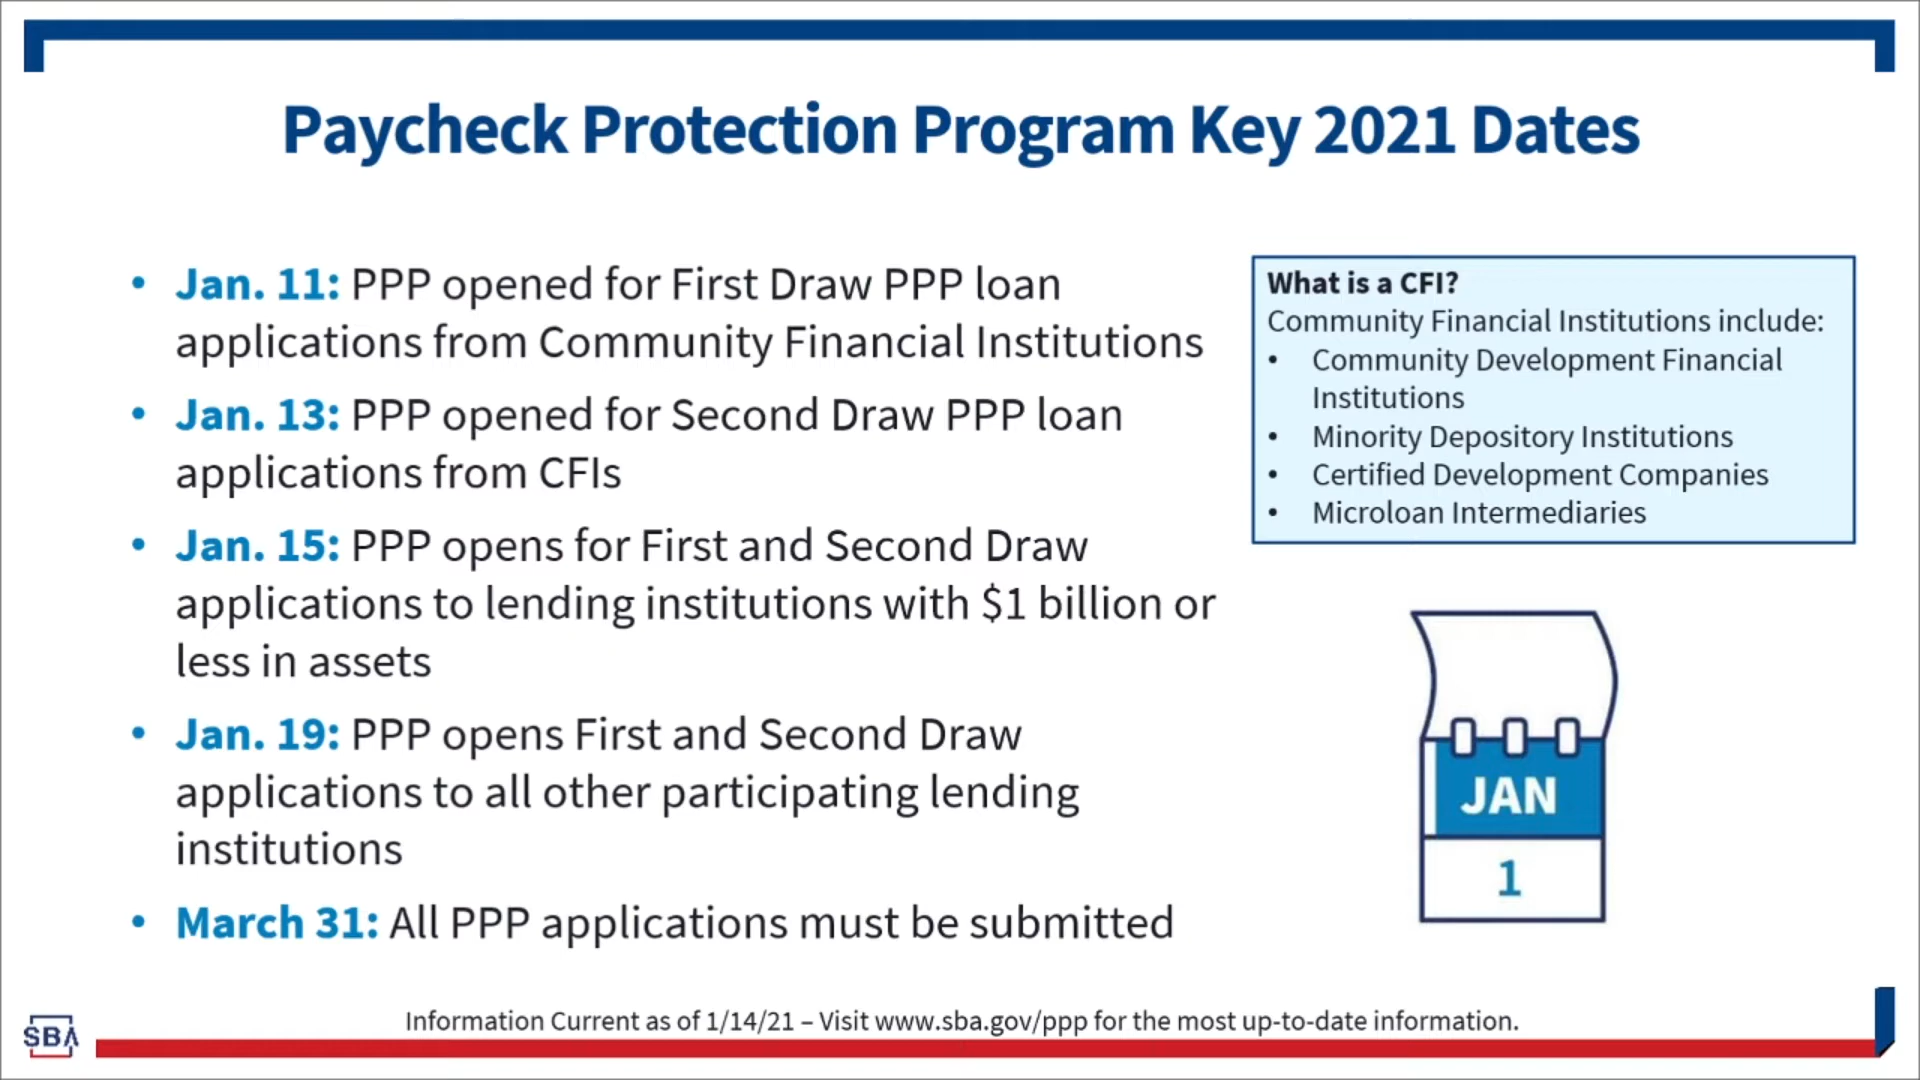 Paycheck Protection Program Key 2021 Dates
• Jan. 11: PPP opened for First Draw PPP loan
applications from Community Financial Institutions
• Jan. 13: PPP opened for Second Draw PPP loan
applications from CFIs
• Jan. 15: PPP opens for First and Second Draw
applications to lending institutions with $1 billion or
less in assets
• Jan. 19: PPP opens First and Second Draw
applications to all other participating lending
institutions
• March 31: All PPP applications must be submitted
What is a CFI?
Community Financial Institutions include:
• Community Development Financial
Institutions
• Minority Depository Institutions
• Certified Development Companies
• Microloan Intermediaries
JAN
1
SBA
Information Current as of 1/14/21 – Visit www.sba.gov/ppp for the most up-to-date information.